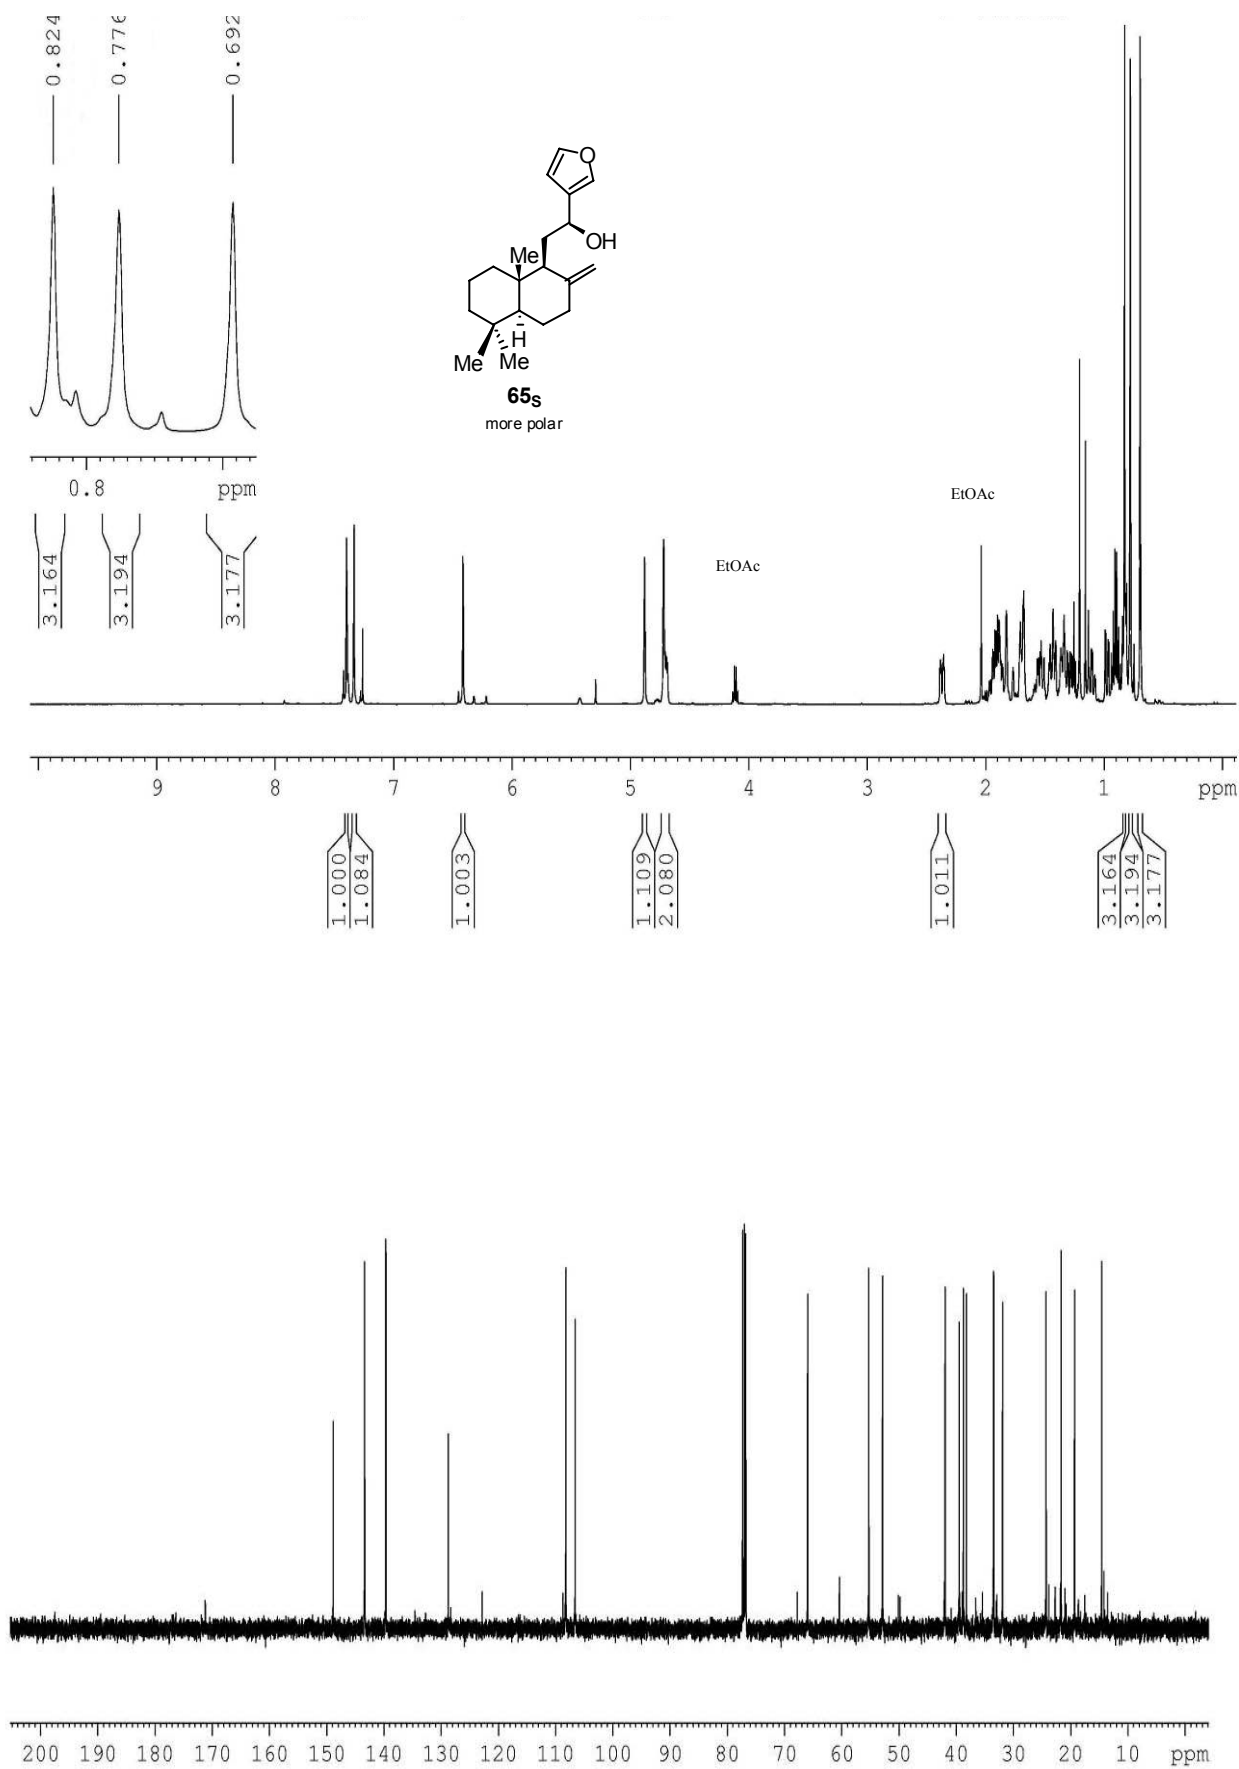 0.824
0.776
0.692
O
OH
Me
H
Me
Me
65S
more polar
0.8 ppm
3.164
3.194
3.177
EtOAc
EtOAc
9 8 7 6 5 4 3 2 1 ppm
1.000
1.084
1.003
1.109
2.080
1.011
3.164
3.194
3.177
200 190 180 170 160 150 140 130 120 110 100 90 80 70 60 50 40 30 20 10 ppm